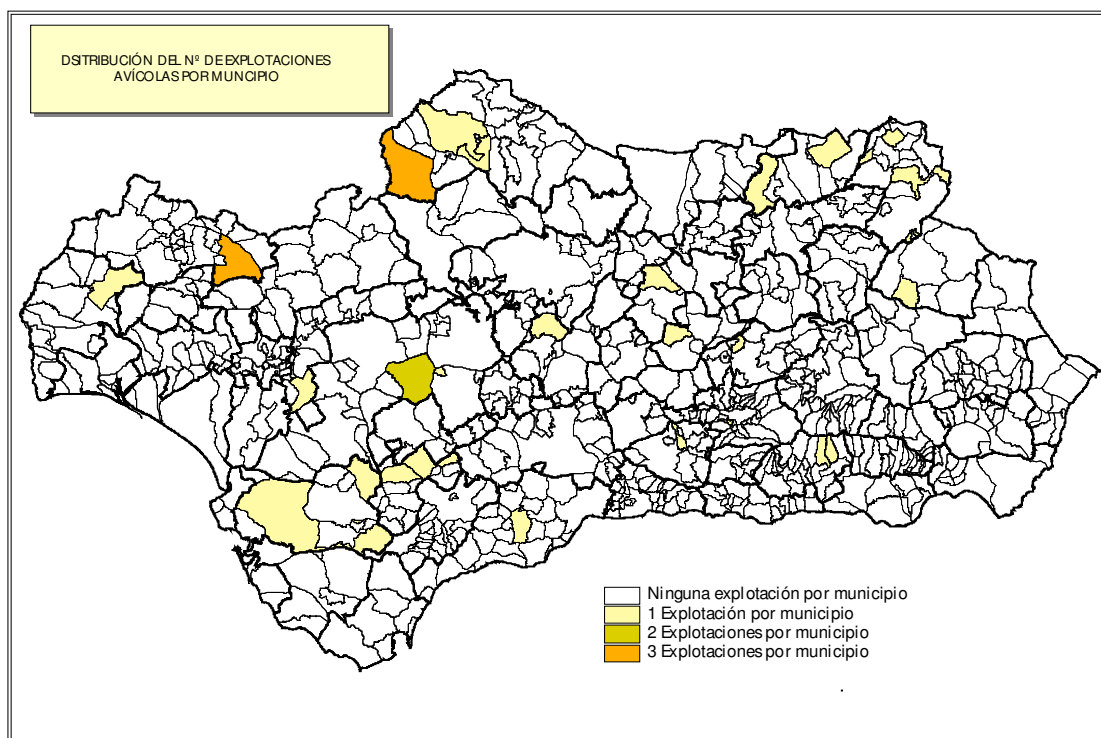 DSITRIBUCIÓN DEL Nº DE EXPLOTACIONES
AVÍCOLAS POR MUNCIPIO
Ninguna explotación por municipio
1 Explotación por municipio
2 Explotaciones por municipio
3 Explotaciones por municipio